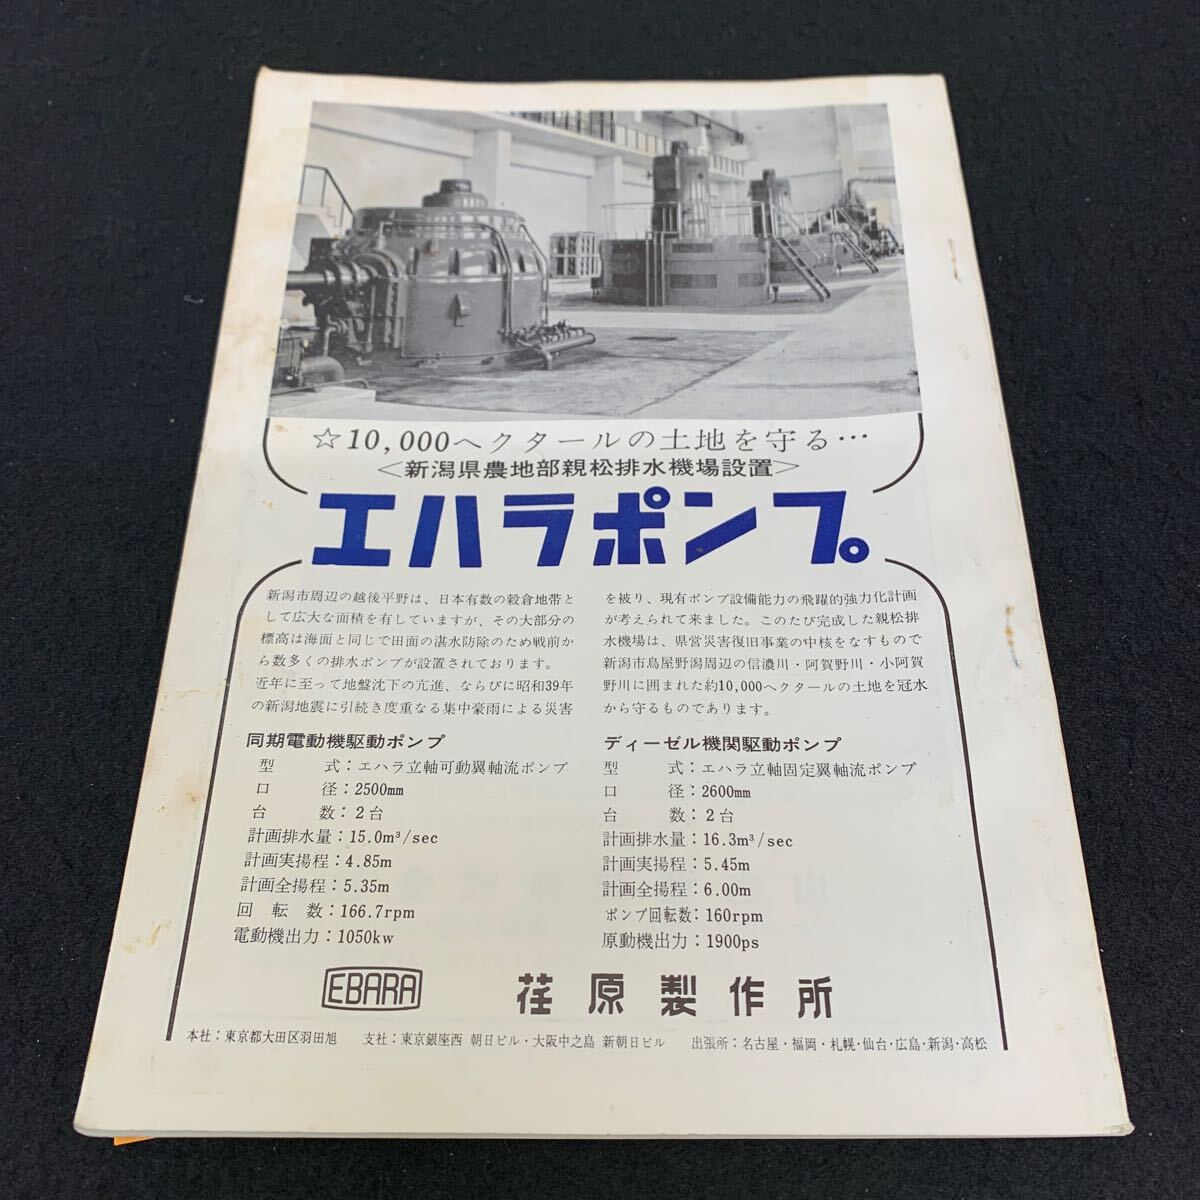 ☆10,000ヘクタールの土地を守る…
<新潟県農地部親松排水機場設置>
エハラポンプ
新潟市周辺の越後平野は、日本有数の穀倉地帯と
して広大な面積を有していますが、その大部分の
標高は海面と同じで田面の湛水防除のため戦前か
ら数多くの排水ポンプが設置されております。
近年に至って地盤沈下の亢進、ならびに昭和39年
の新潟地震に引続き度重なる集中豪雨による災害
を被り、現有ポンプ設備能力の飛躍的強力化計画
が考えられて来ました。このたび完成した親松排
水機場は、県営災害復旧事業の中核をなすもので
新潟市鳥屋野潟周辺の信濃川・阿賀野川・小阿賀
野川に囲まれた約10,000ヘクタールの土地を冠水
から守るものであります。
同期電動機駆動ポンプ
型式：エハラ立軸可動翼軸流ポンプ
口径：2500mm
台数：2台
計画排水量：15.0m³/sec
計画実揚程：4.85m
計画全揚程：5.35m
回転数：166.7rpm
電動機出力：1050kw
ディーゼル機関駆動ポンプ
型式：エハラ立軸固定翼軸流ポンプ
口径：2600mm
台数：2台
計画排水量：16.3m³/sec
計画実揚程：5.45m
計画全揚程：6.00m
ポンプ回転数：160rpm
原動機出力：1900ps
EBARA 荏原製作所
本社：東京都大田区羽田旭 支社：東京銀座西 朝日ビル・大阪中之島 新朝日ビル 出張所：名古屋・福岡・札幌・仙台・広島・新潟・高松